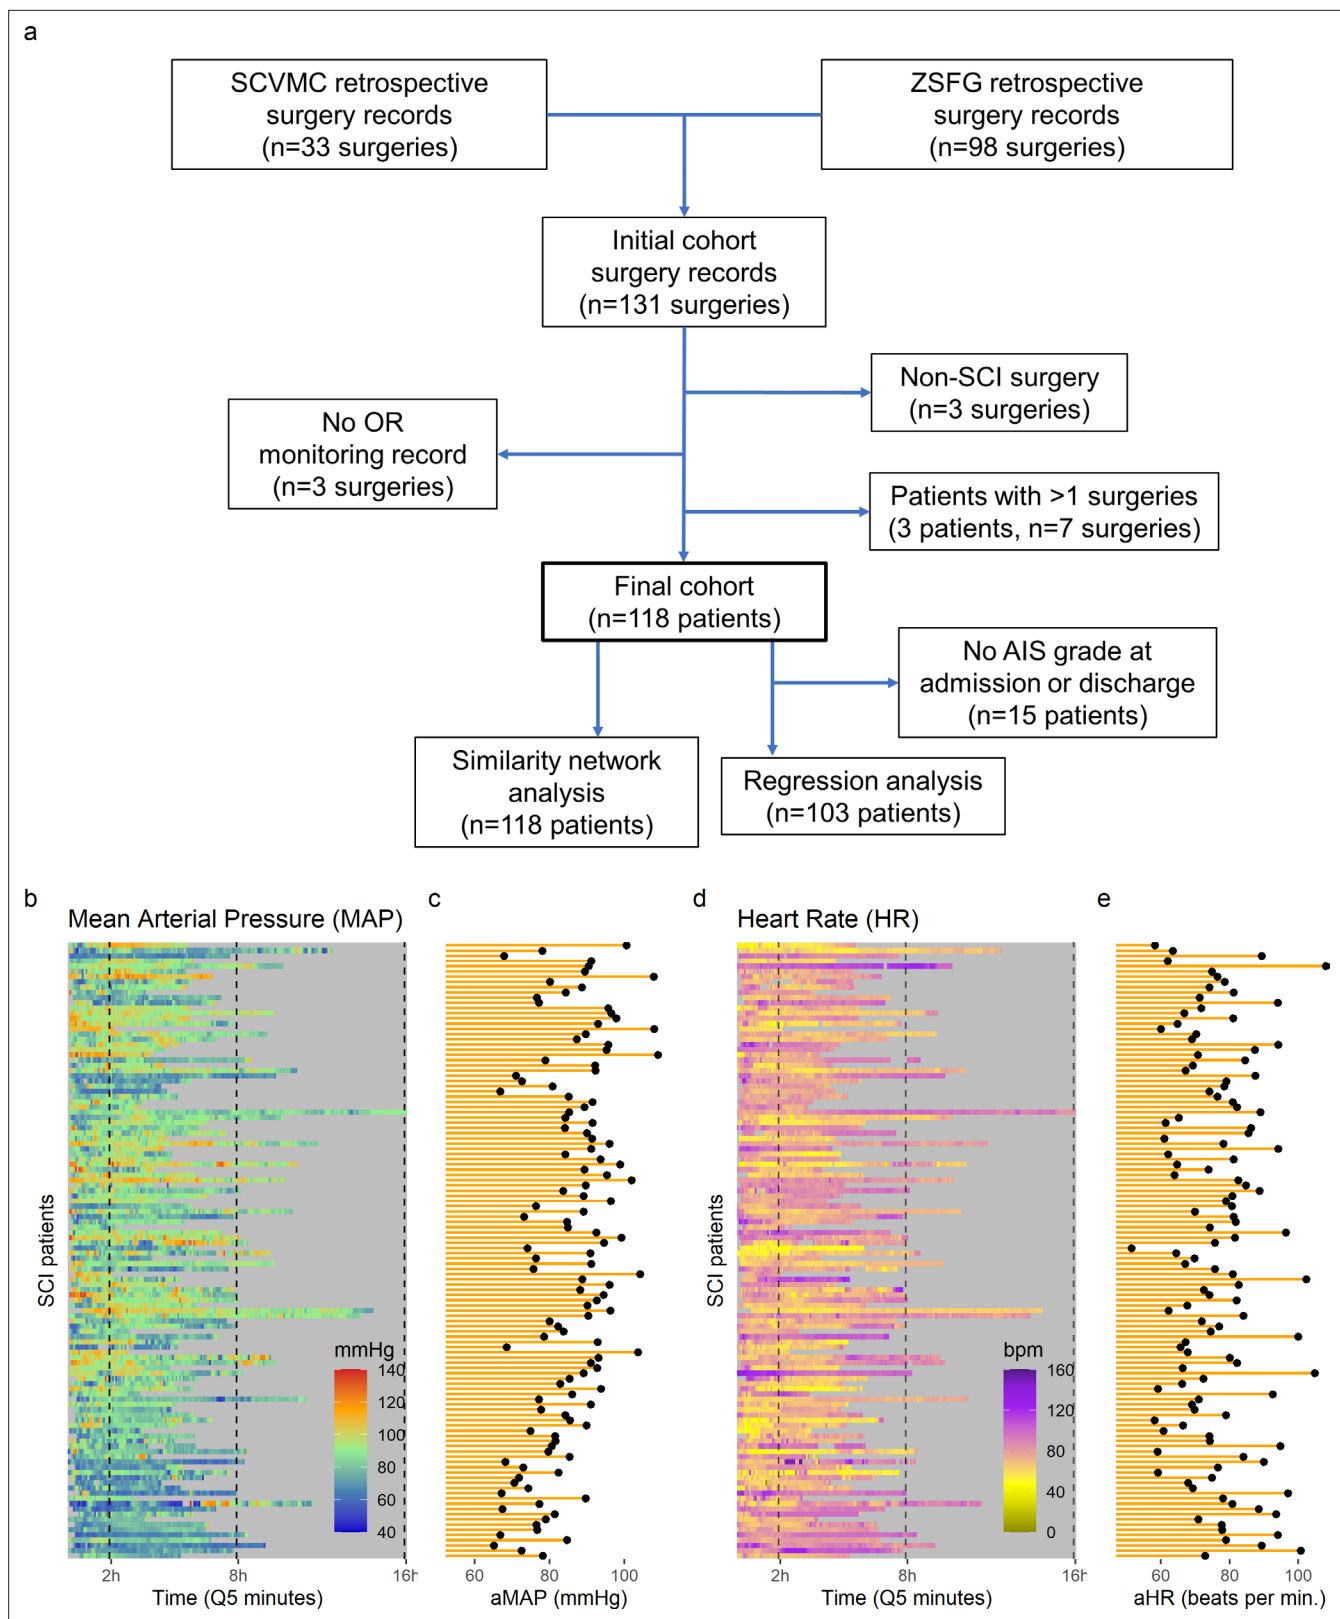 a
SCVMC retrospective
surgery records
(n=33 surgeries)
ZSFG retrospective
surgery records
(n=98 surgeries)
Initial cohort
surgery records
(n=131 surgeries)
Non-SCI surgery
(n=3 surgeries)
No OR
monitoring record
(n=3 surgeries)
Patients with >1 surgeries
(3 patients, n=7 surgeries)
Final cohort
(n=118 patients)
No AIS grade at
admission or discharge
(n=15 patients)
Similarity network
analysis
(n=118 patients)
Regression analysis
(n=103 patients)
b
Mean Arterial Pressure (MAP)
SCI patients
mmHg
140
120
100
80
60
40
2h 8h 16h
Time (Q5 minutes)
c
60 80 100
aMAP (mmHg)
d
Heart Rate (HR)
SCI patients
bpm
160
120
80
40
0
2h 8h 16h
Time (Q5 minutes)
e
60 80 100
aHR (beats per min.)